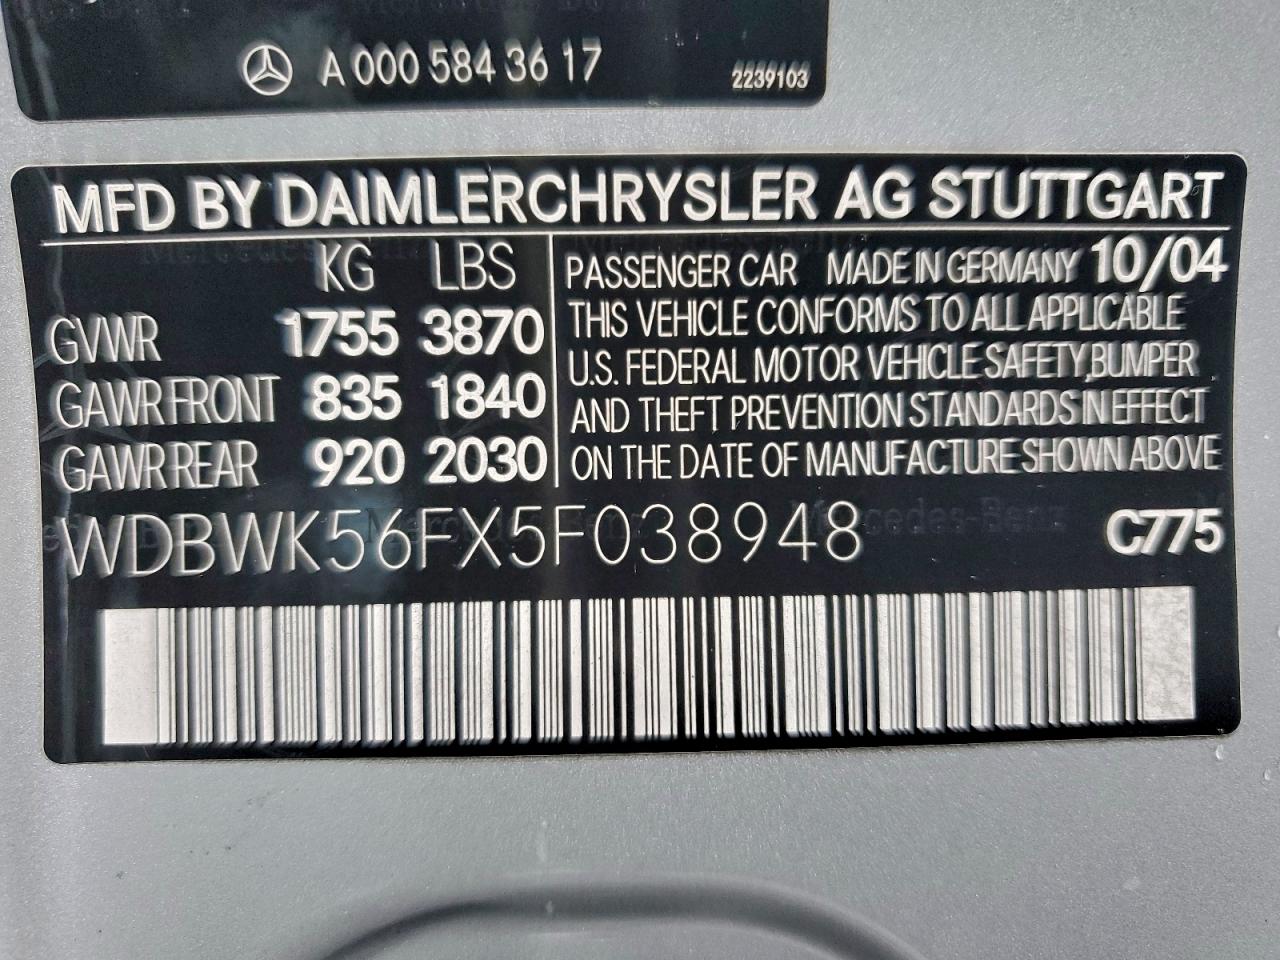 A 000 584 36 17
2239103
MFD BY DAIMLERCHRYSLER AG STUTTGART
KG LBS
GVWR 1755 3870
GAWR FRONT 835 1840
GAWR REAR 920 2030
PASSENGER CAR MADE IN GERMANY 10/04
THIS VEHICLE CONFORMS TO ALL APPLICABLE
U.S. FEDERAL MOTOR VEHICLE SAFETY, BUMPER
AND THEFT PREVENTION STANDARDS IN EFFECT
ON THE DATE OF MANUFACTURE SHOWN ABOVE
WDBWK56FX5F038948 C775
Mercedes-Benz